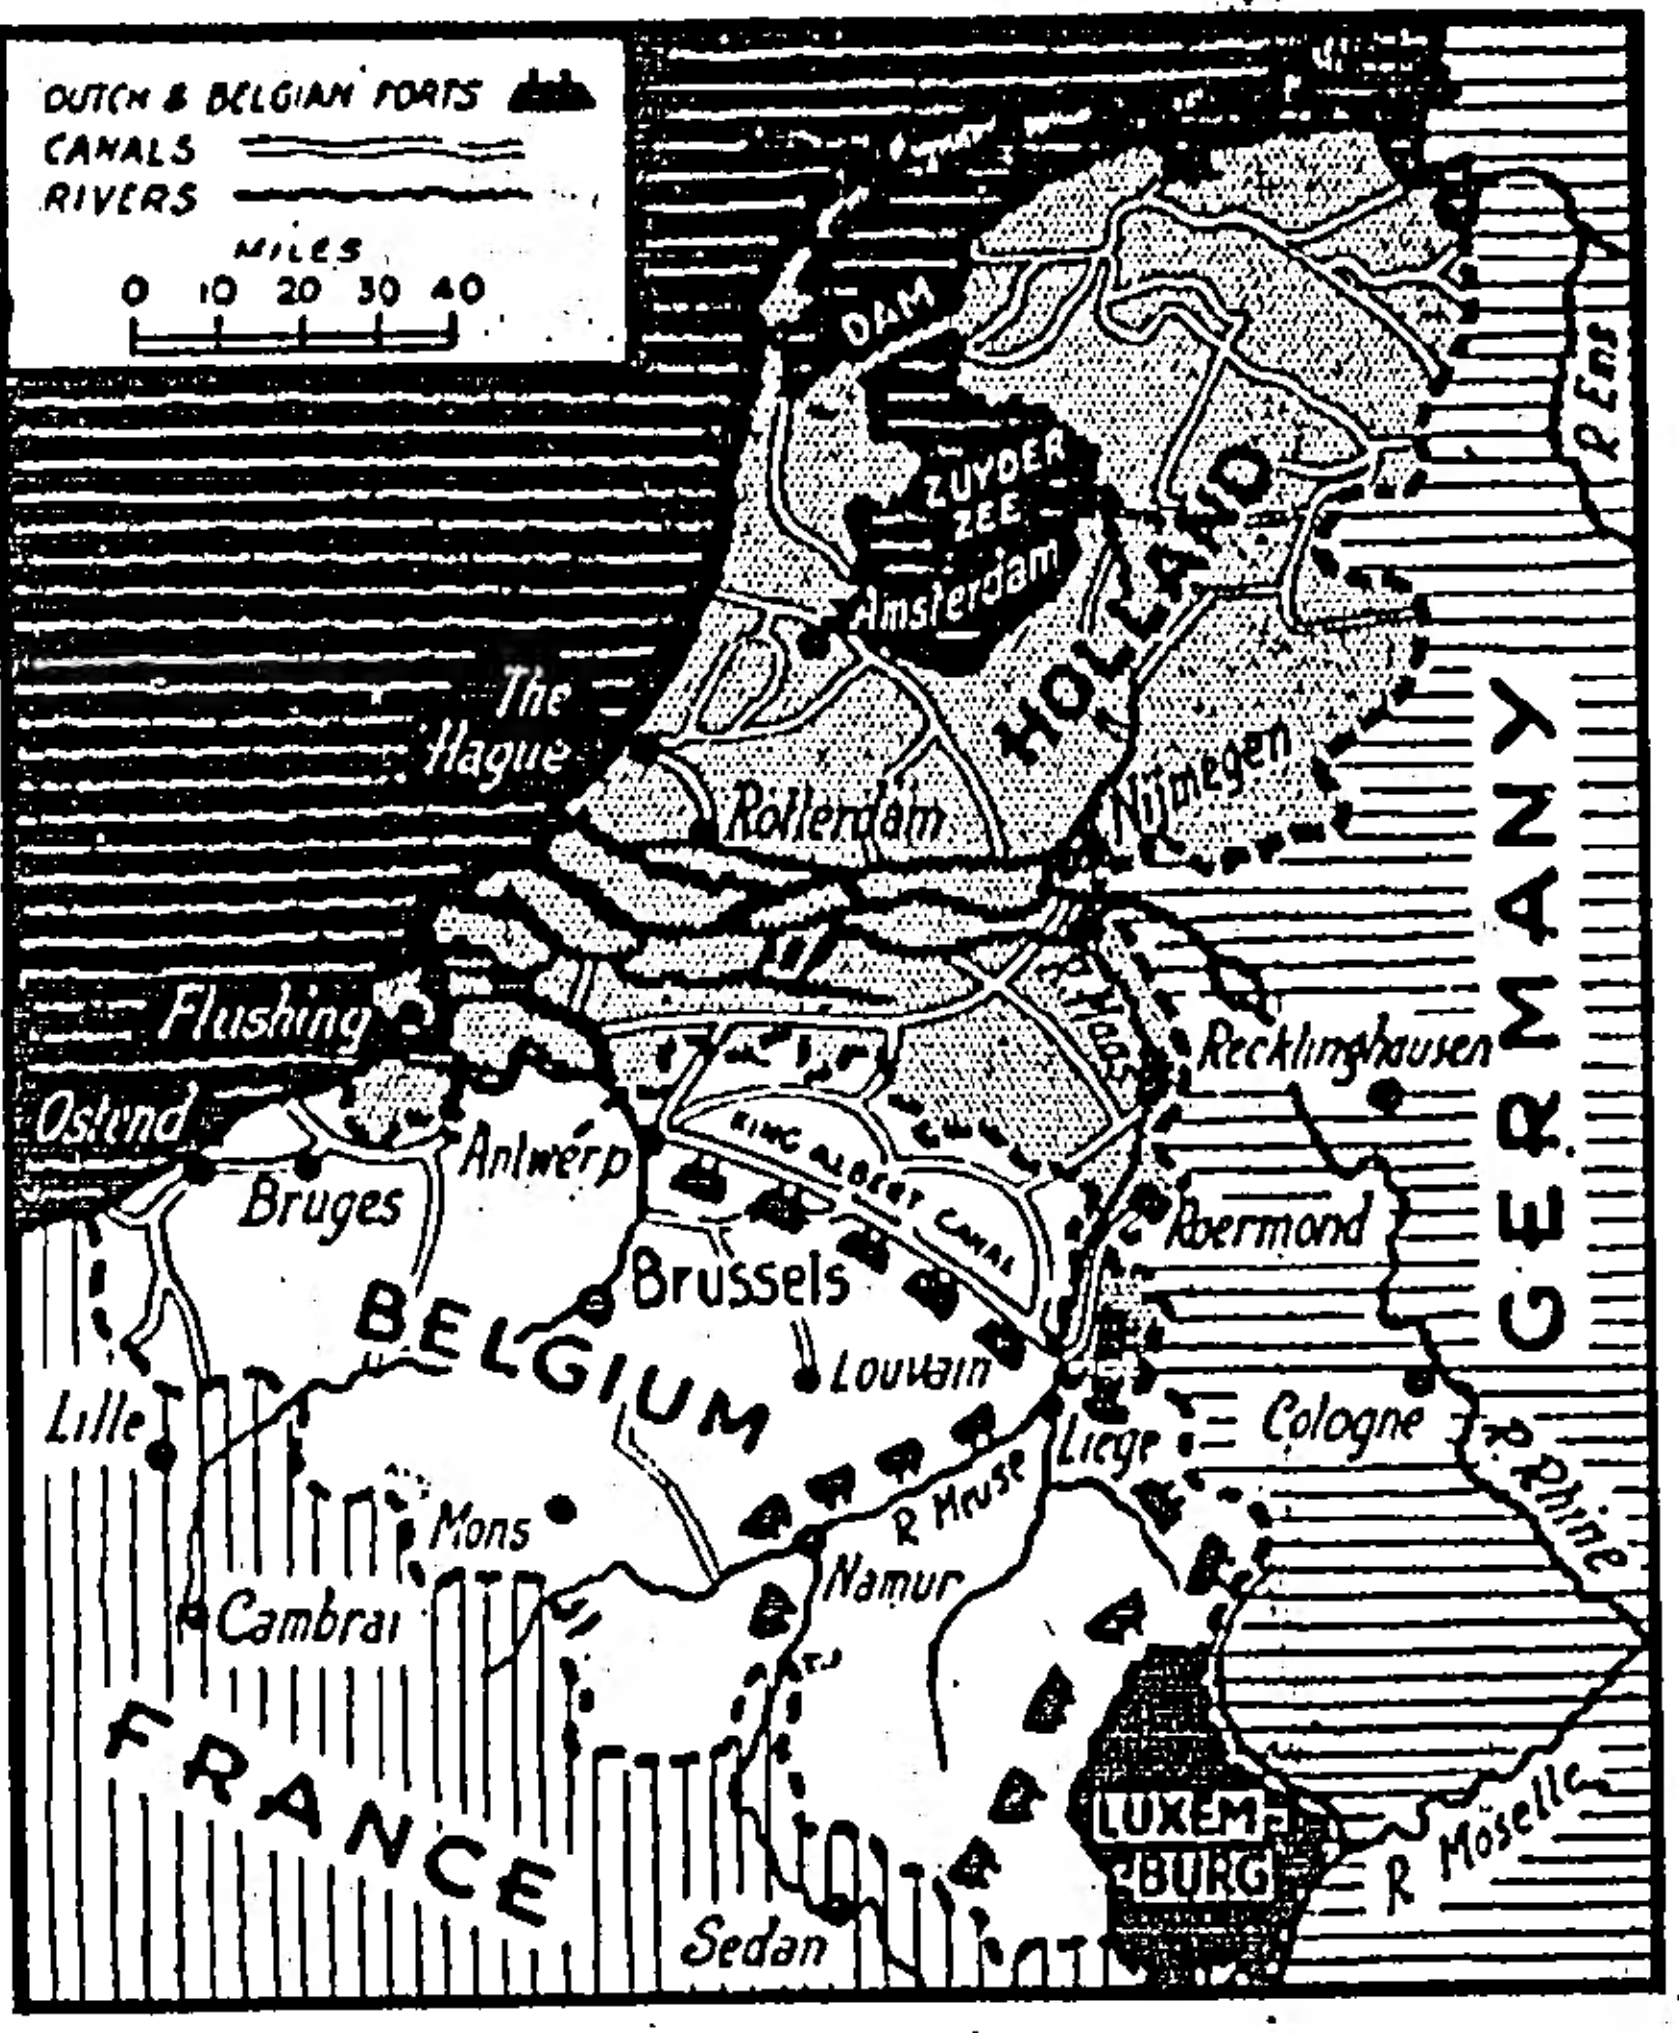 DUTCH & BELGIAN FORTS
CANALS
RIVERS
MILES
0 10 20 30 40
DAM
R Ems
ZUYDER
ZEE
Amsterdam
HOLLAND
The
Hague
Rotterdam
Nijmegen
GERMANY
Flushing
R Maas
Recklinghausen
Ostend
Bruges
Antwerp
KING ALBERT CANAL
Roermond
BELGIUM
Brussels
Louvain
Lille
Liege
Cologne
R. Rhine
Mons
R Meuse
Namur
Cambrai
FRANCE
LUXEM-
BURG
R Moselle
Sedan